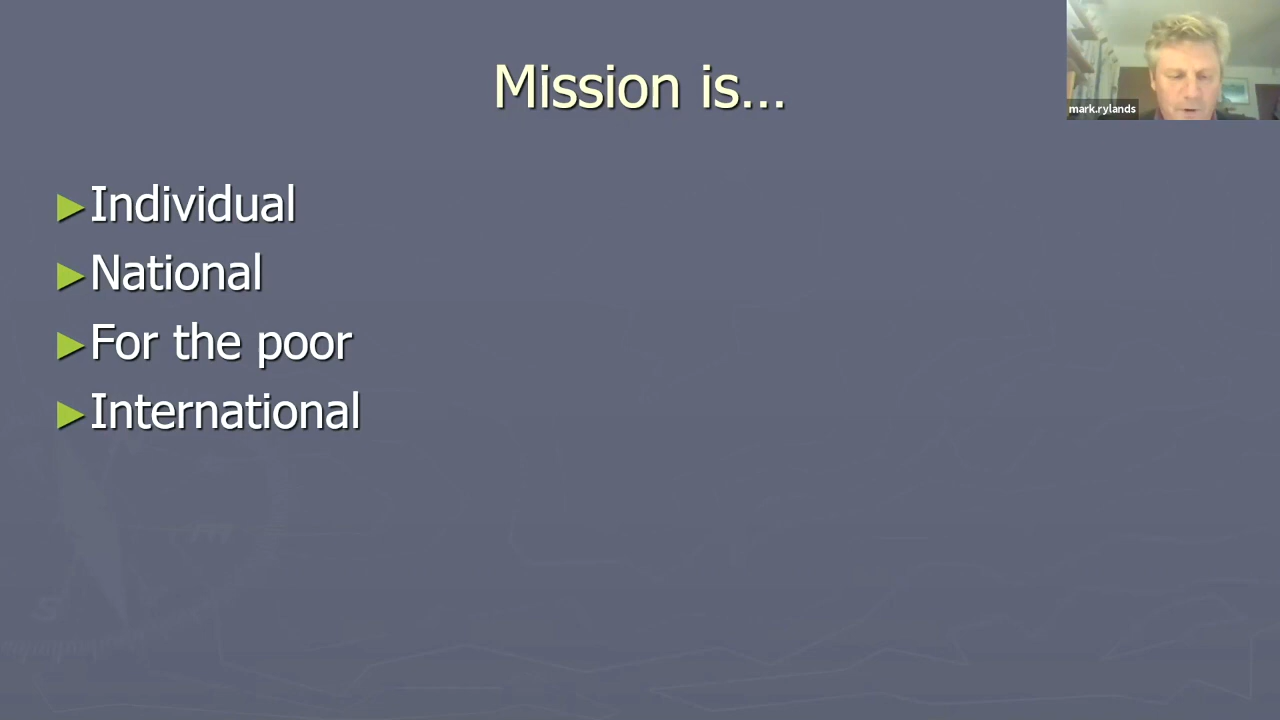 Mission is...
mark.rylands
►Individual
►National
►For the poor
►International